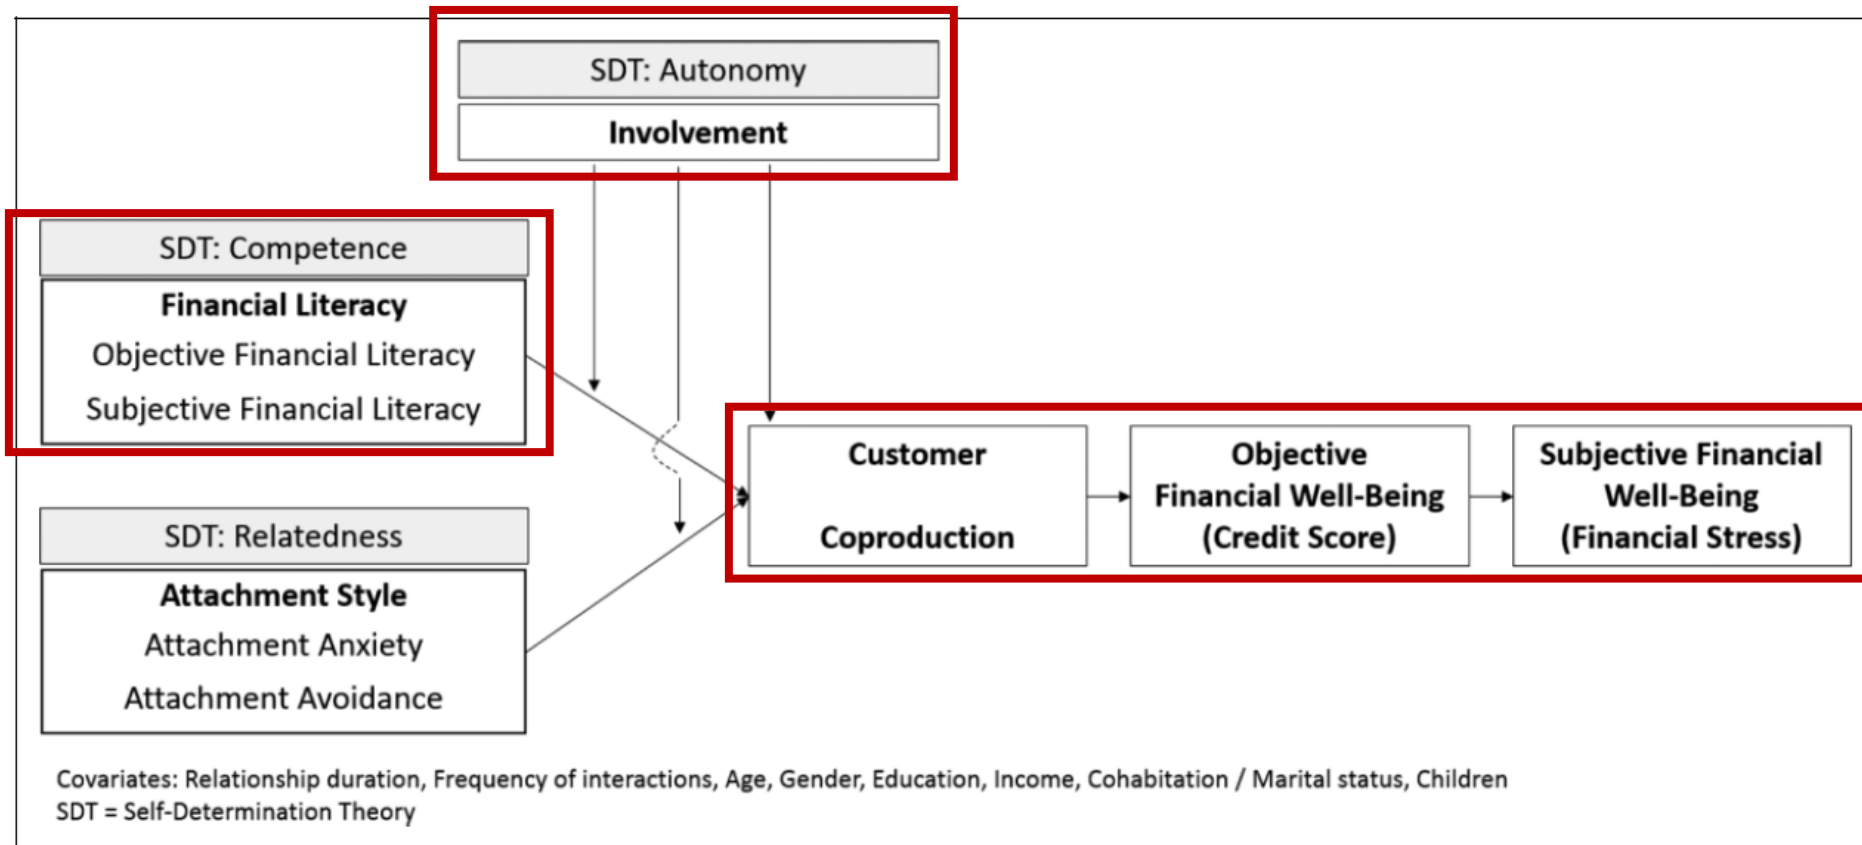 SDT: Autonomy
Involvement
SDT: Competence
Financial Literacy
Objective Financial Literacy
Subjective Financial Literacy
SDT: Relatedness
Attachment Style
Attachment Anxiety
Attachment Avoidance
Customer
Coproduction
Objective
Financial Well-Being
(Credit Score)
Subjective Financial
Well-Being
(Financial Stress)
Covariates: Relationship duration, Frequency of interactions, Age, Gender, Education, Income, Cohabitation / Marital status, Children
SDT = Self-Determination Theory